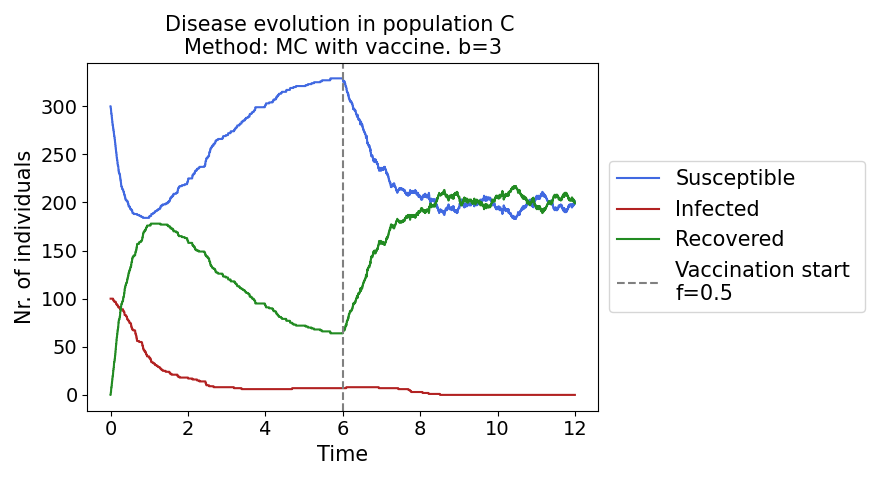 Disease evolution in population C
Method: MC with vaccine. b=3
Nr. of individuals
300
250
200
150
100
50
0
0 2 4 6 8 10 12
Time
Susceptible
Infected
Recovered
Vaccination start
f=0.5